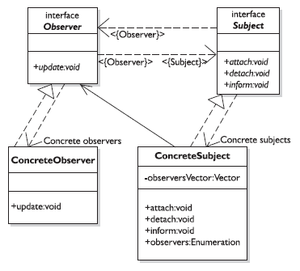 interface
Observer
+update:void
interface
Subject
+attach:void
+detach:void
+inform:void
<{Observer}>
<{Observer}>
<{Subject}>
Concrete observers
Concrete subjects
ConcreteObserver
+update:void
ConcreteSubject
-observersVector:Vector
+attach:void
+detach:void
+inform:void
+observers:Enumeration